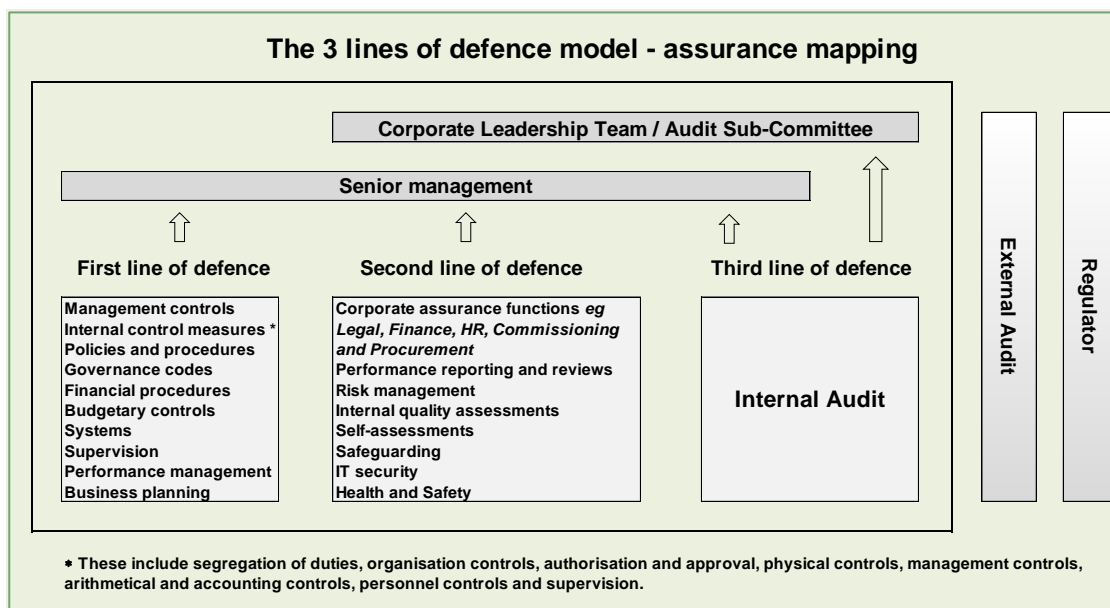 The 3 lines of defence model - assurance mapping
Corporate Leadership Team / Audit Sub-Committee
Senior management
First line of defence
Management controls
Internal control measures *
Policies and procedures
Governance codes
Financial procedures
Budgetary controls
Systems
Supervision
Performance management
Business planning
Second line of defence
Corporate assurance functions eg
Legal, Finance, HR, Commissioning
and Procurement
Performance reporting and reviews
Risk management
Internal quality assessments
Self-assessments
Safeguarding
IT security
Health and Safety
Third line of defence
Internal Audit
External Audit
Regulator
* These include segregation of duties, organisation controls, authorisation and approval, physical controls, management controls,
arithmetical and accounting controls, personnel controls and supervision.